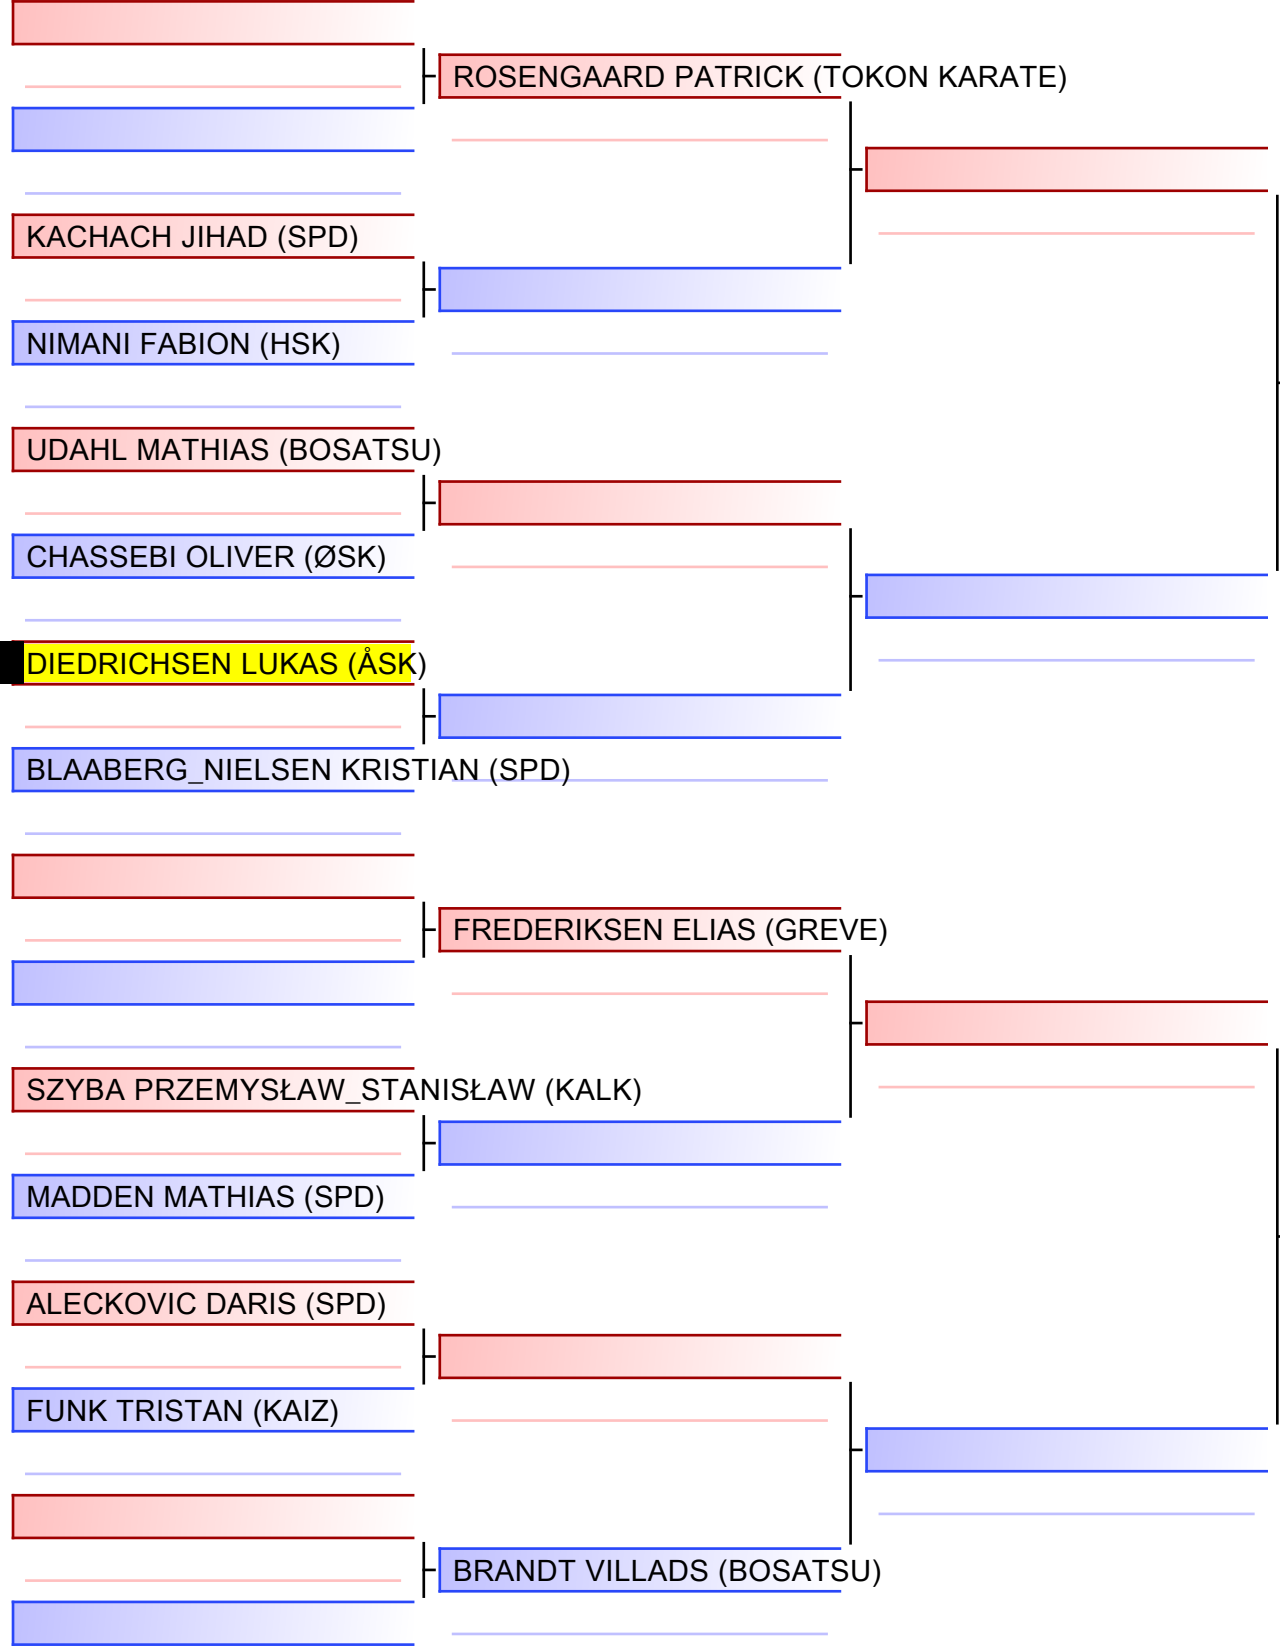 ROSENGAARD PATRICK (TOKON KARATE)
KACHACH JIHAD (SPD)
NIMANI FABION (HSK)
UDAHL MATHIAS (BOSATSU)
CHASSEBI OLIVER (ØSK)
DIEDRICHSEN LUKAS (ÅSK)
BLAABERG_NIELSEN KRISTIAN (SPD)
FREDERIKSEN ELIAS (GREVE)
SZYBA PRZEMYSŁAW_STANISŁAW (KALK)
MADDEN MATHIAS (SPD)
ALECKOVIC DARIS (SPD)
FUNK TRISTAN (KAIZ)
BRANDT VILLADS (BOSATSU)